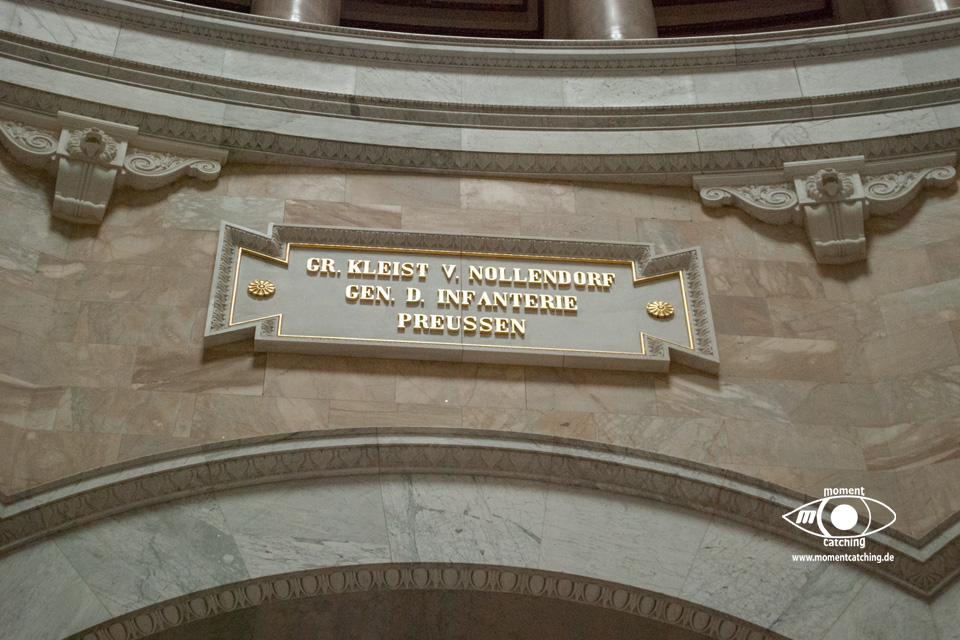 GR. KLEIST V. NOLLENDORF
GEN. D. INFANTERIE
PREUSSEN
moment
m
catching
www.momentcatching.de